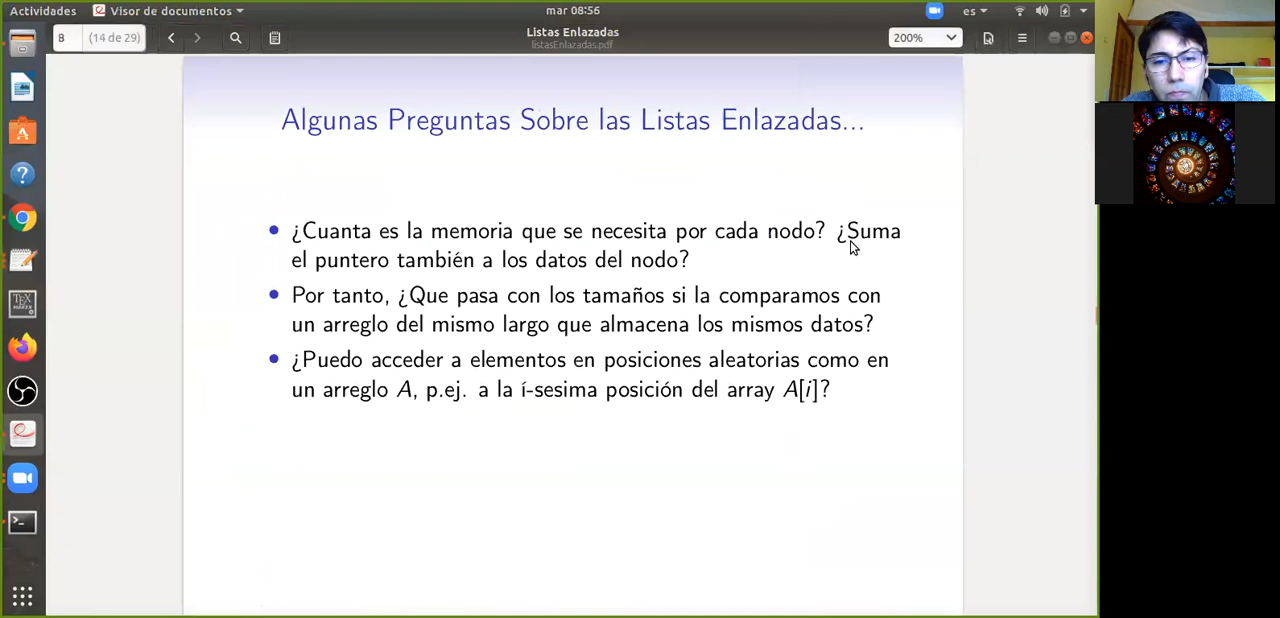 Actividades Visor de documentos mar 08:56 es
8 (14 de 29) Listas Enlazadas 200%
listasEnlazadas.pdf
Algunas Preguntas Sobre las Listas Enlazadas...
• ¿Cuanta es la memoria que se necesita por cada nodo? ¿Suma
el puntero también a los datos del nodo?
• Por tanto, ¿Que pasa con los tamaños si la comparamos con
un arreglo del mismo largo que almacena los mismos datos?
• ¿Puedo acceder a elementos en posiciones aleatorias como en
un arreglo A, p.ej. a la í-sesima posición del array A[i]?